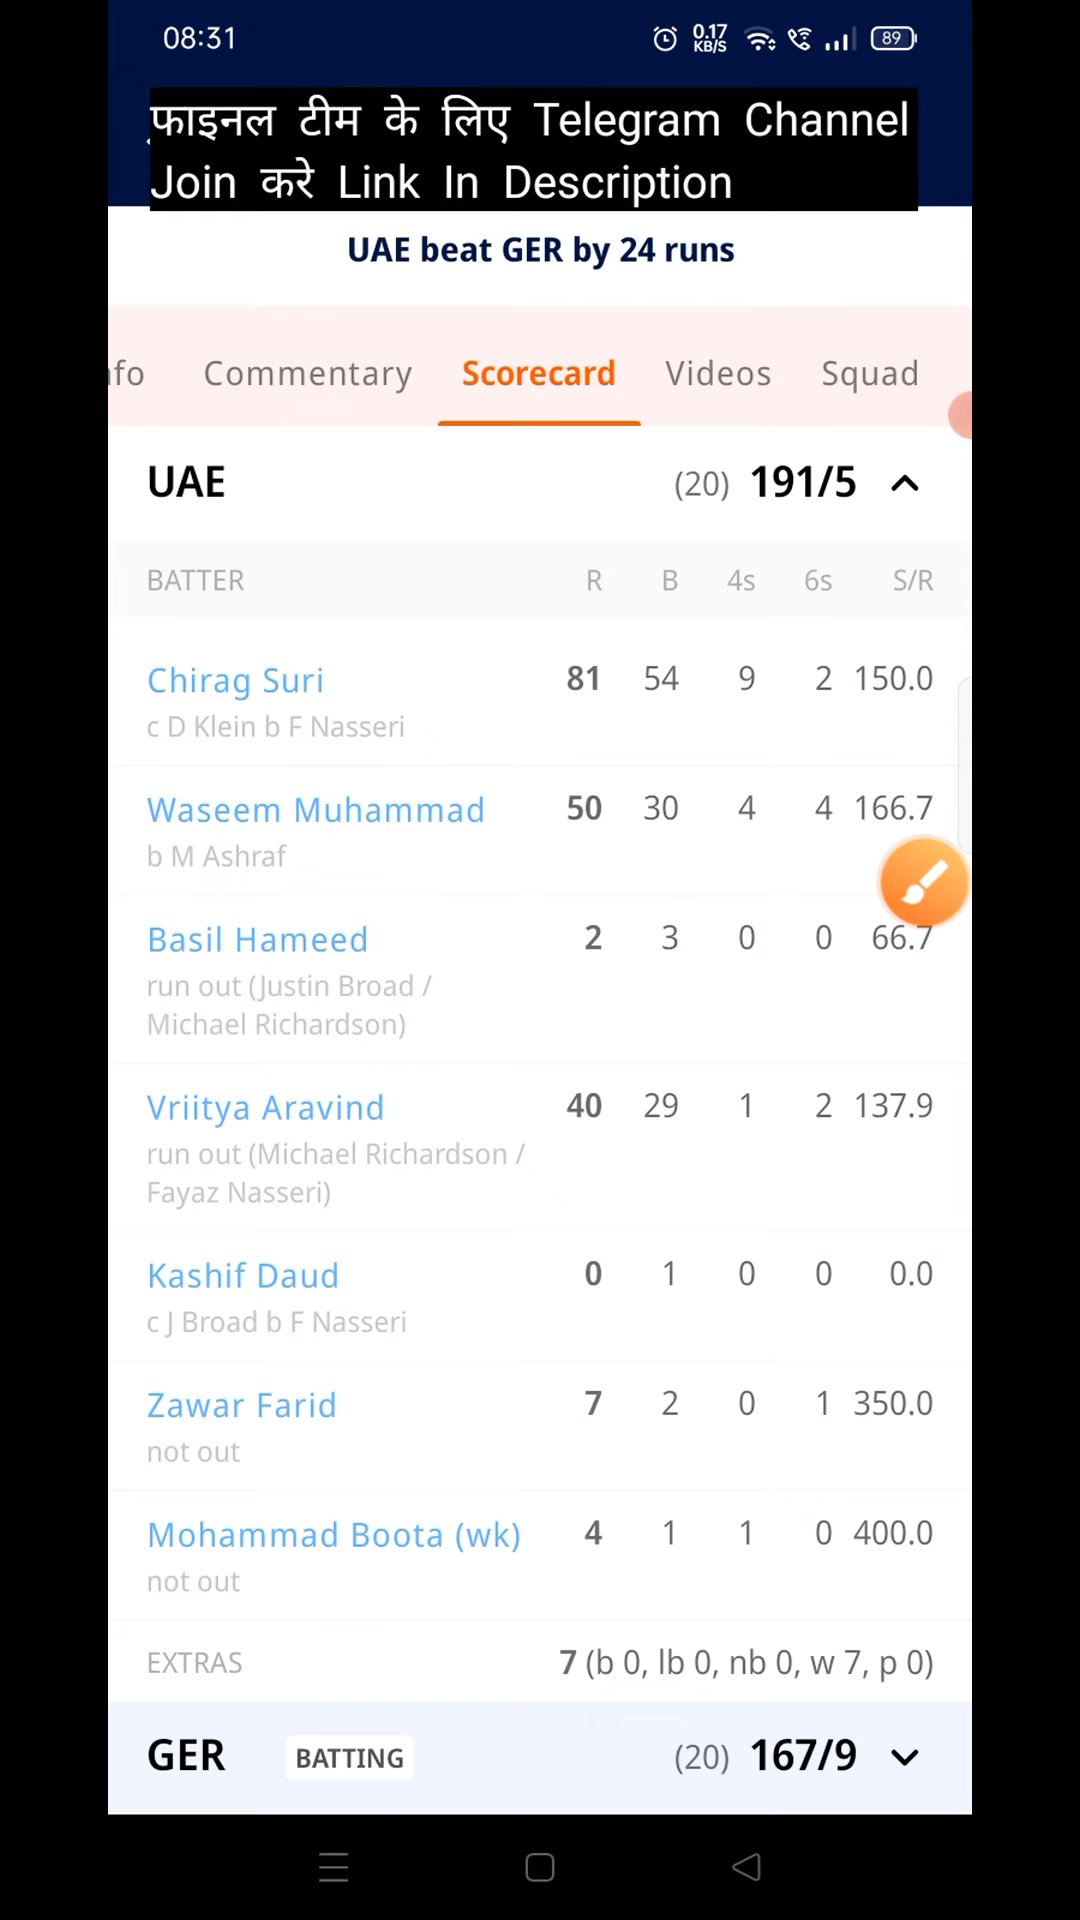 08:31
0.17
KB/S
89
फाइनल टीम के लिए Telegram Channel
Join करे Link In Description
UAE beat GER by 24 runs
nfo Commentary Scorecard Videos Squad
UAE (20) 191/5
BATTER R B 4s 6s S/R
Chirag Suri 81 54 9 2 150.0
c D Klein b F Nasseri
Waseem Muhammad 50 30 4 4 166.7
b M Ashraf
Basil Hameed 2 3 0 0 66.7
run out (Justin Broad /
Michael Richardson)
Vriitya Aravind 40 29 1 2 137.9
run out (Michael Richardson /
Fayaz Nasseri)
Kashif Daud 0 1 0 0 0.0
c J Broad b F Nasseri
Zawar Farid 7 2 0 1 350.0
not out
Mohammad Boota (wk) 4 1 1 0 400.0
not out
EXTRAS 7 (b 0, lb 0, nb 0, w 7, p 0)
GER BATTING (20) 167/9